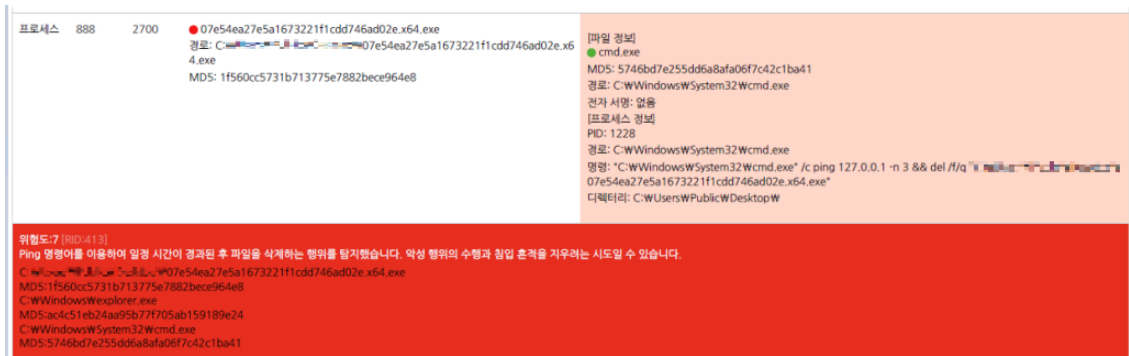 프로세스 888 2700 07e54ea27e5a1673221f1cdd746ad02e.x64.exe
경로: C:07e54ea27e5a1673221f1cdd746ad02e.x6
4.exe
MD5: 1f560cc5731b713775e7882bece964e8
[파일 정보]
cmd.exe
MD5: 5746bd7e255dd6a8afa06f7c42c1ba41
경로: C:₩Windows₩System32₩cmd.exe
전자 서명: 없음
[프로세스 정보]
PID: 1228
경로: C:₩Windows₩System32₩cmd.exe
명령: "C:₩Windows₩System32₩cmd.exe" /c ping 127.0.0.1 -n 3 && del /f/q "
07e54ea27e5a1673221f1cdd746ad02e.x64.exe"
디렉터리: C:₩Users₩Public₩Desktop₩
위험도:7 [RID:413]
Ping 명령어를 이용하여 일정 시간이 경과된 후 파일을 삭제하는 행위를 탐지했습니다. 악성 행위의 수행과 침입 흔적을 지우려는 시도일 수 있습니다.
C ₩07e54ea27e5a1673221f1cdd746ad02e.x64.exe
MD5:1f560cc5731b713775e7882bece964e8
C:₩Windows₩explorer.exe
MD5:ac4c51eb24aa95b77f705ab159189e24
C:₩Windows₩System32₩cmd.exe
MD5:5746bd7e255dd6a8afa06f7c42c1ba41